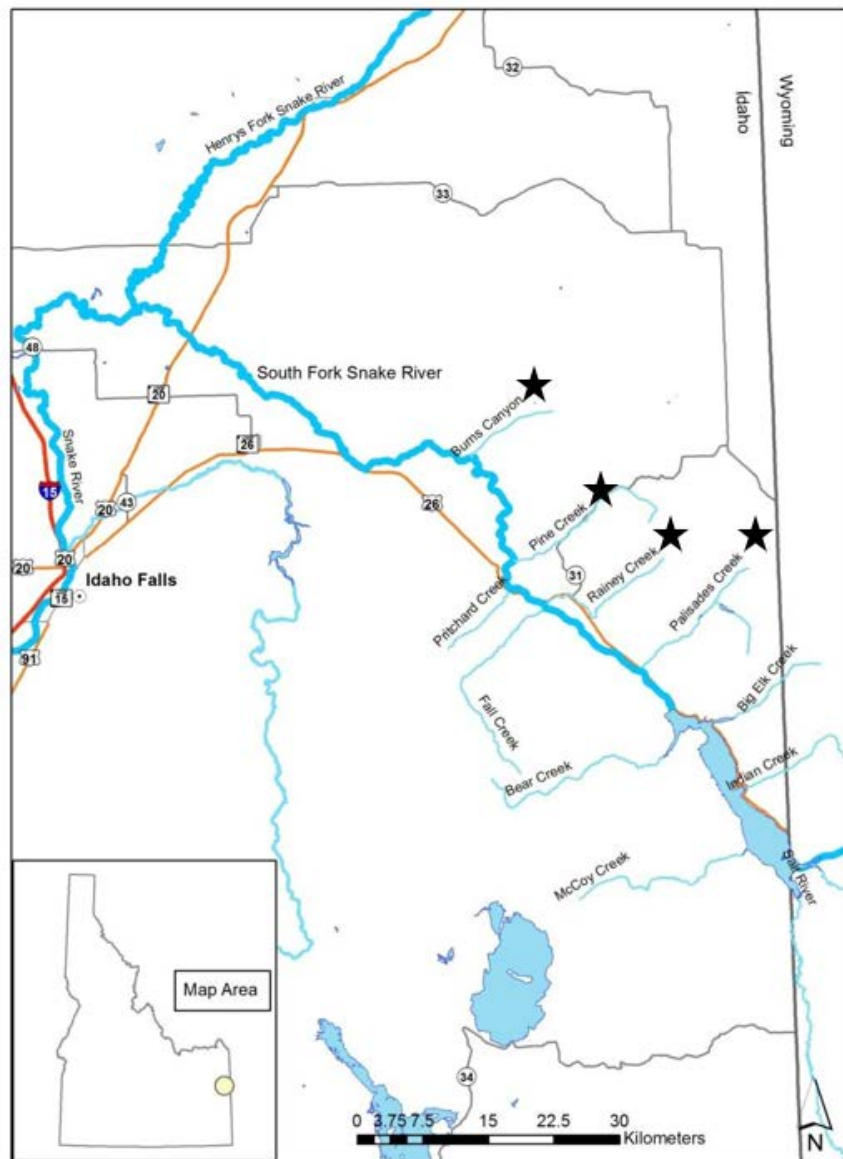 32
Wyoming
Idaho
Henrys Fork Snake River
33
48
South Fork Snake River
20
Burns Canyon
26
Snake River
15
43
20
26
Pine Creek
20
20
Idaho Falls
15
31
Rainey Creek
Palisades Creek
Pritchard Creek
91
Fall Creek
Big Elk Creek
Bear Creek
Indian Creek
McCoy Creek
Salt River
Map Area
34
0 3.75 7.5 15 22.5 30
Kilometers
N